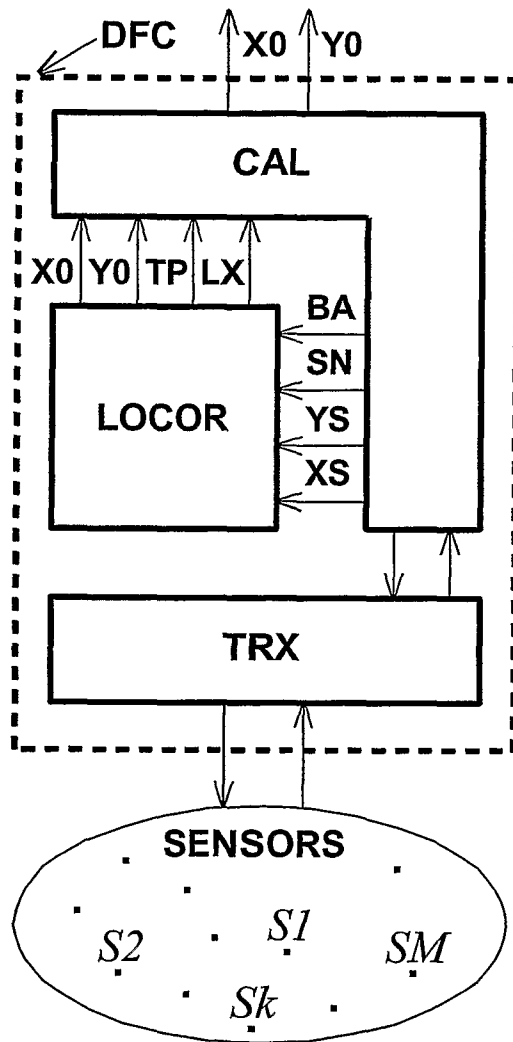 DFC
X0 Y0
CAL
X0 Y0 TP LX
BA
SN
LOCOR
YS
XS
TRX
SENSORS
S1
S2
SM
Sk